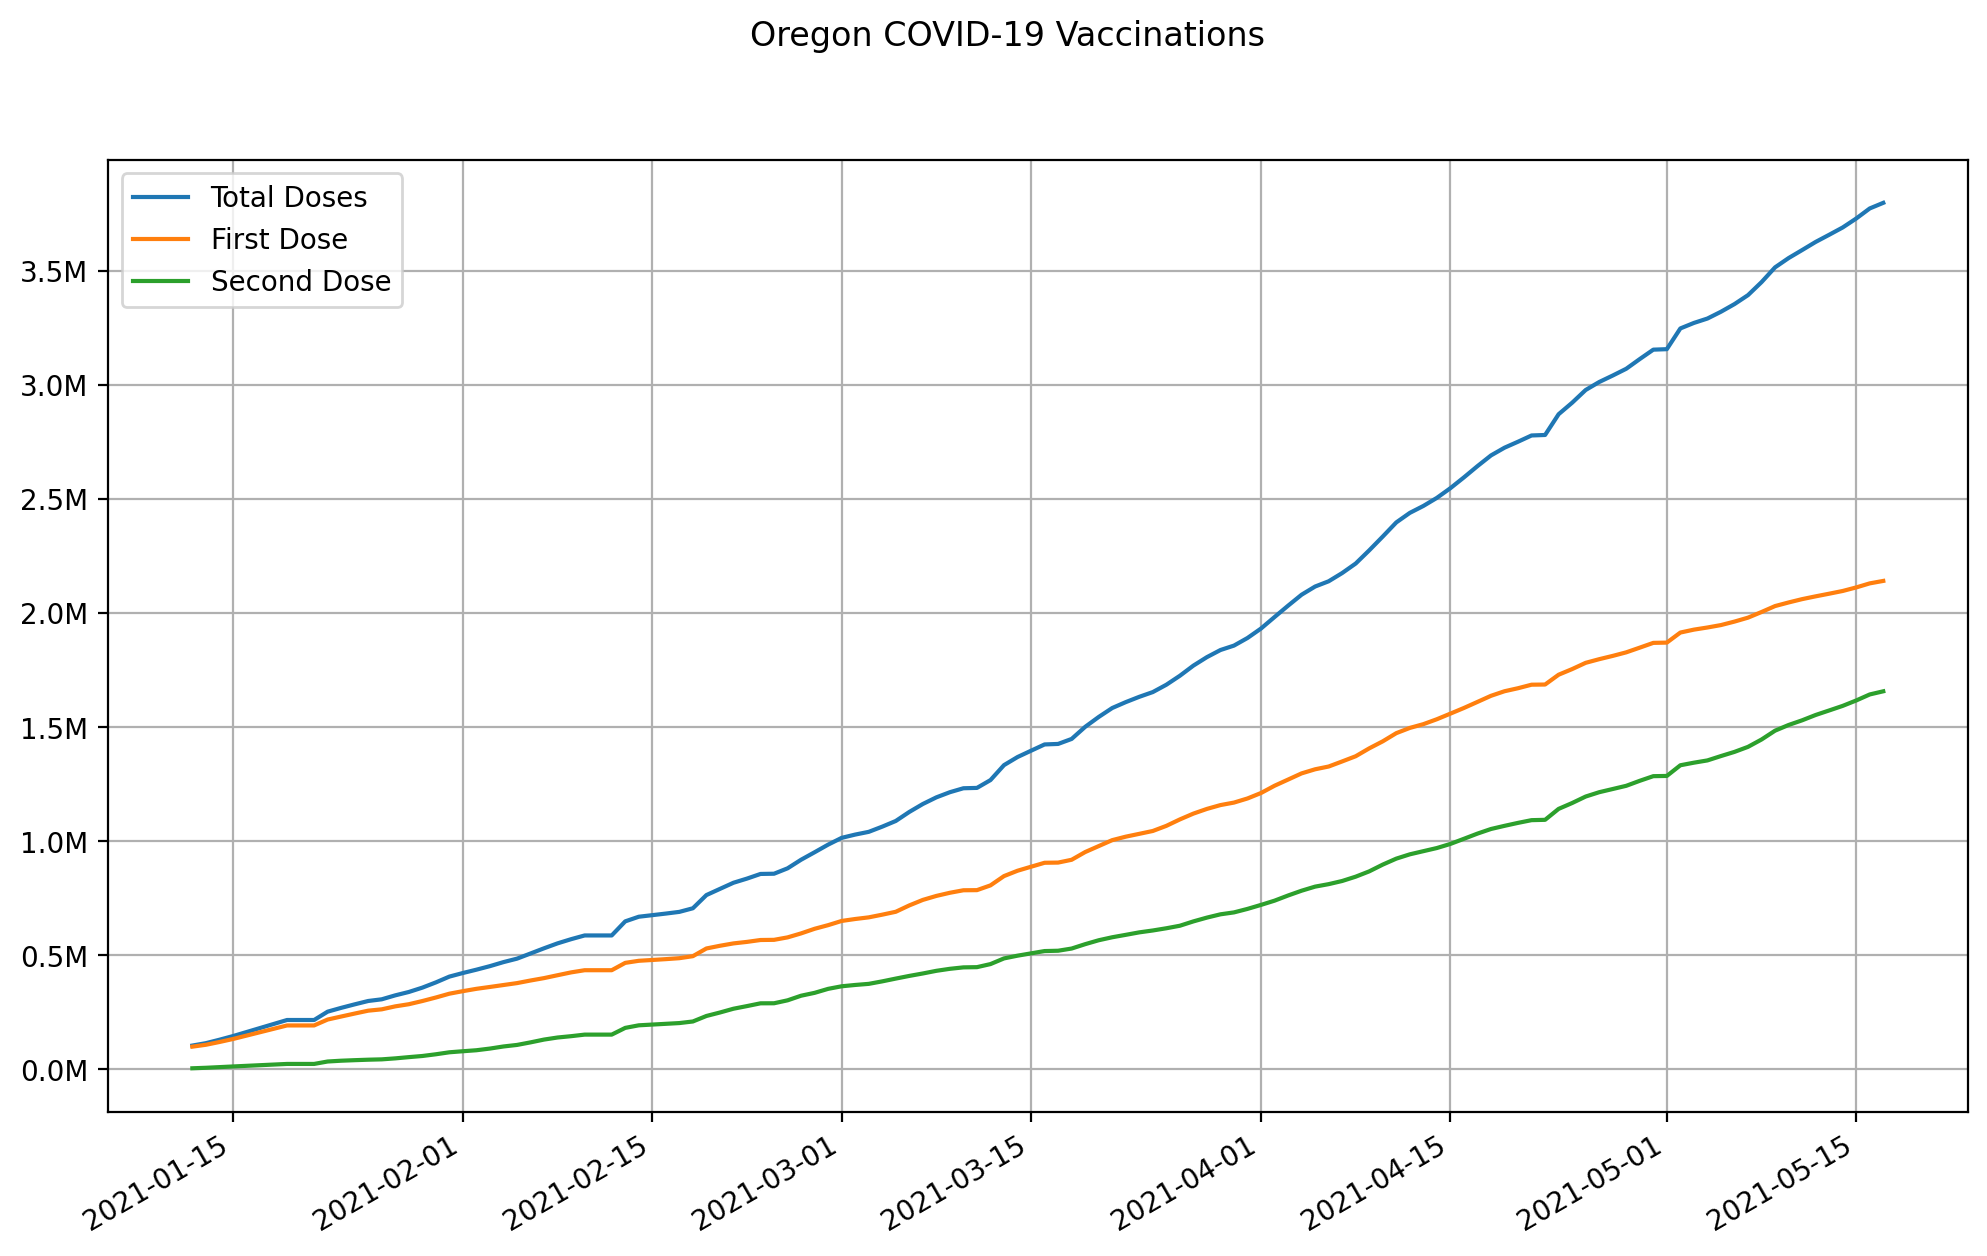 Oregon COVID-19 Vaccinations
Total Doses
First Dose
Second Dose
3.5M
3.0M
2.5M
2.0M
1.5M
1.0M
0.5M
0.0M
2021-01-15
2021-02-01
2021-02-15
2021-03-01
2021-03-15
2021-04-01
2021-04-15
2021-05-01
2021-05-15